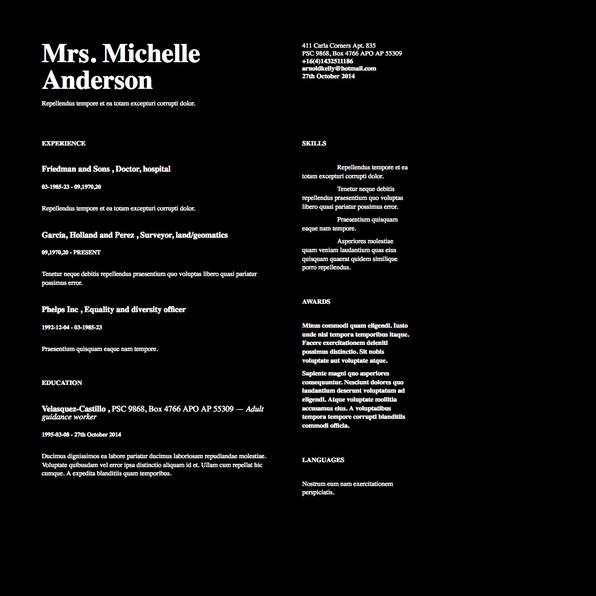 Mrs. Michelle
Anderson
Repellendus tempore et ea totam excepturi corrupti dolor.
411 Carla Corners Apt. 835
PSC 9868, Box 4766 APO AP 55309
+16(4)1432511186
arnoldkelly@hotmail.com
27th October 2014
EXPERIENCE
Friedman and Sons , Doctor, hospital
03-1985-23 - 09,1970,20
Repellendus tempore et ea totam excepturi corrupti dolor.
Garcia, Holland and Perez , Surveyor, land/geomatics
09,1970,20 - PRESENT
Tenetur neque debitis repellendus praesentium quo voluptas libero quasi pariatur
possimus error.
Phelps Inc , Equality and diversity officer
1992-12-04 - 03-1985-23
Praesentium quisquam eaque nam tempore.
EDUCATION
Velasquez-Castillo , PSC 9868, Box 4766 APO AP 55309 — Adult
guidance worker
1995-03-08 - 27th October 2014
Ducimus dignissimos ea labore pariatur ducimus laboriosam repudiandae molestiae.
Voluptate quibusdam vel error ipsa distinctio aliquam id et. Ullam cum repellat hic
cumque. A expedita blanditiis quam temporibus.
SKILLS
Repellendus tempore et ea
totam excepturi corrupti dolor.
Tenetur neque debitis
repellendus praesentium quo voluptas
libero quasi pariatur possimus error.
Praesentium quisquam
eaque nam tempore.
Asperiores molestiae
quam veniam laudantium quas eius
quisquam quaerat quidem similique
porro repellendus.
AWARDS
Minus commodi quam eligendi. Iusto
unde nisi tempora temporibus itaque.
Facere exercitationem deleniti
possimus distinctio. Sit nobis
voluptate aut voluptate atque.
Sapiente magni quo asperiores
consequuntur. Nesciunt dolores quo
laudantium deserunt voluptatum ad
eligendi. Atque voluptate mollitia
accusamus eius. A voluptatibus
tempora tempore corrupti blanditiis
commodi officia.
LANGUAGES
Nostrum eum nam exercitationem
perspiciatis.